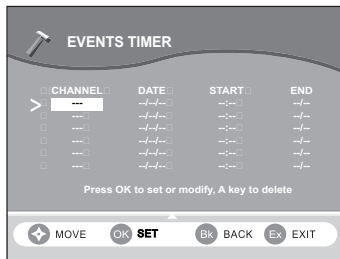 EVENTS TIMER
CHANNEL DATE START END
> --- --/--/-- --:-- --/--
--- --/--/-- --:-- --/--
--- --/--/-- --:-- --/--
--- --/--/-- --:-- --/--
--- --/--/-- --:-- --/--
--- --/--/-- --:-- --/--
Press OK to set or modify, A key to delete
MOVE OK SET Bk BACK Ex EXIT